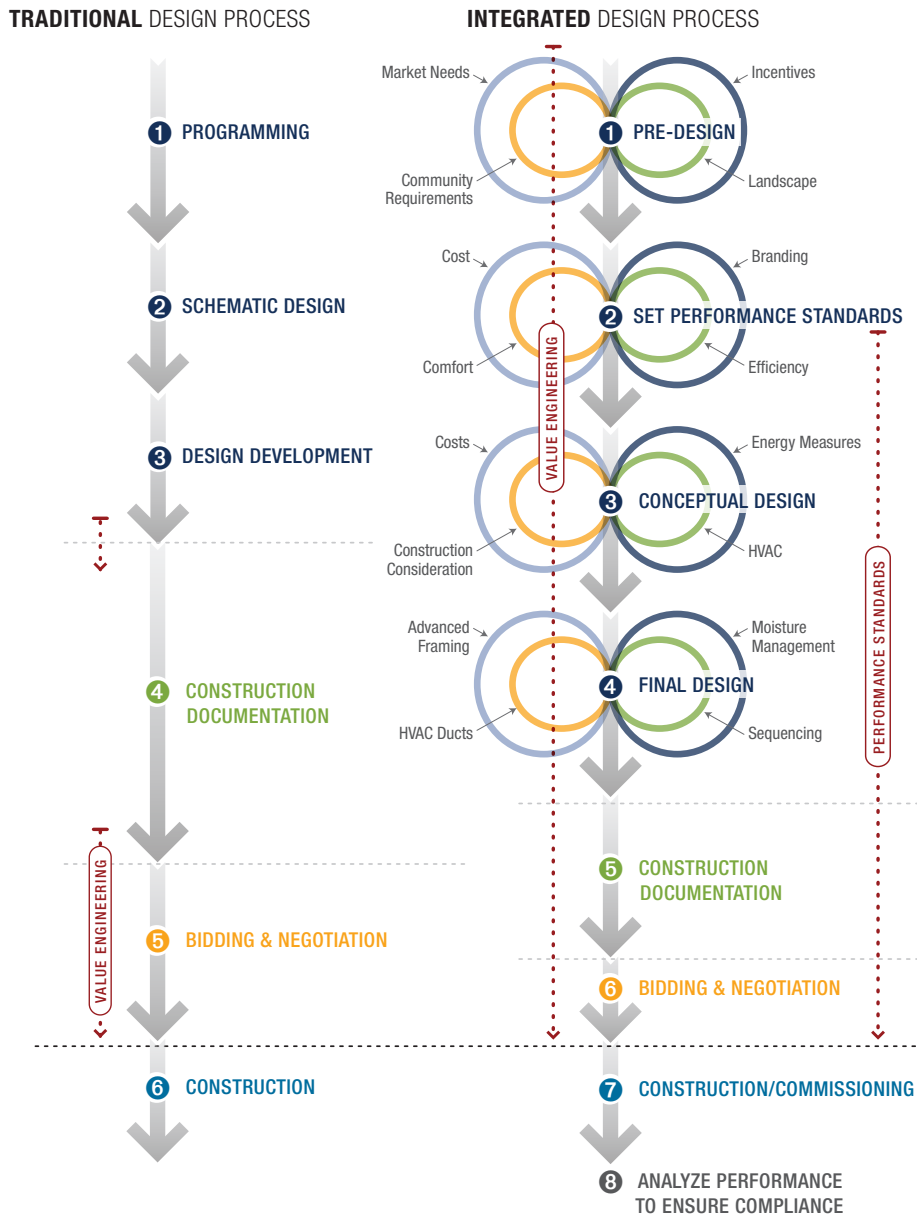 TRADITIONAL DESIGN PROCESS
1 PROGRAMMING
2 SCHEMATIC DESIGN
3 DESIGN DEVELOPMENT
4 CONSTRUCTION
DOCUMENTATION
VALUE ENGINEERING
5 BIDDING & NEGOTIATION
6 CONSTRUCTION
INTEGRATED DESIGN PROCESS
Market Needs
Incentives
1 PRE-DESIGN
Community
Requirements
Landscape
Cost
Branding
2 SET PERFORMANCE STANDARDS
Comfort
Efficiency
VALUE ENGINEERING
Costs
Energy Measures
3 CONCEPTUAL DESIGN
Construction
Consideration
HVAC
PERFORMANCE STANDARDS
Advanced
Framing
Moisture
Management
4 FINAL DESIGN
HVAC Ducts
Sequencing
5 CONSTRUCTION
DOCUMENTATION
6 BIDDING & NEGOTIATION
7 CONSTRUCTION/COMMISSIONING
8 ANALYZE PERFORMANCE
TO ENSURE COMPLIANCE